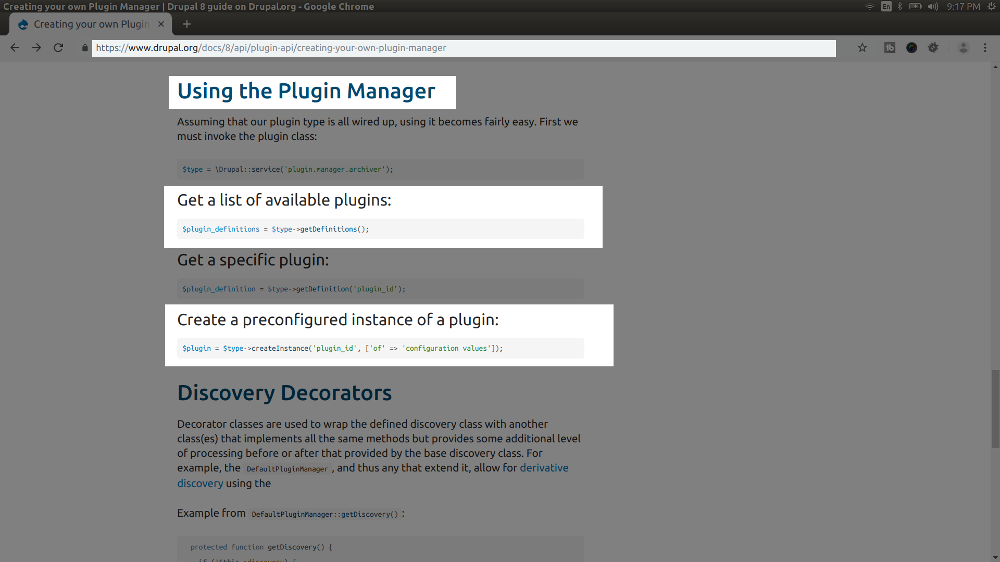 Creating your own Plugin Manager | Drupal 8 guide on Drupal.org - Google Chrome
En
9:17 PM
Creating your own Plugin
https://www.drupal.org/docs/8/api/plugin-api/creating-your-own-plugin-manager
Using the Plugin Manager
Assuming that our plugin type is all wired up, using it becomes fairly easy. First we
must invoke the plugin class:
$type = \Drupal::service('plugin.manager.archiver');
Get a list of available plugins:
$plugin_definitions = $type->getDefinitions();
Get a specific plugin:
$plugin_definition = $type->getDefinition('plugin_id');
Create a preconfigured instance of a plugin:
$plugin = $type->createInstance('plugin_id', ['of' => 'configuration values']);
Discovery Decorators
Decorator classes are used to wrap the defined discovery class with another
class(es) that implements all the same methods but provides some additional level
of processing before or after that provided by the base discovery class. For
example, the DefaultPluginManager , and thus any that extend it, allow for derivative
discovery using the
Example from DefaultPluginManager::getDiscovery() :
protected function getDiscovery() {
if (!$this->discovery) {